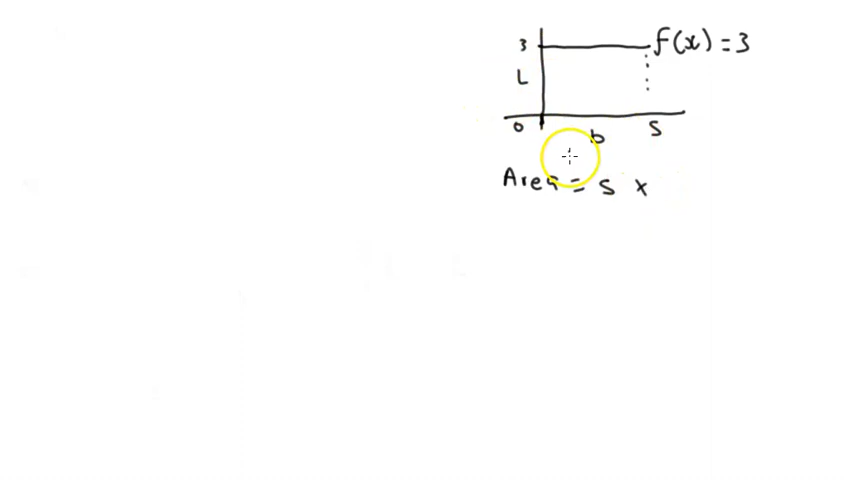 3 f(x) = 3
L
0 b 5
Area = 5 x